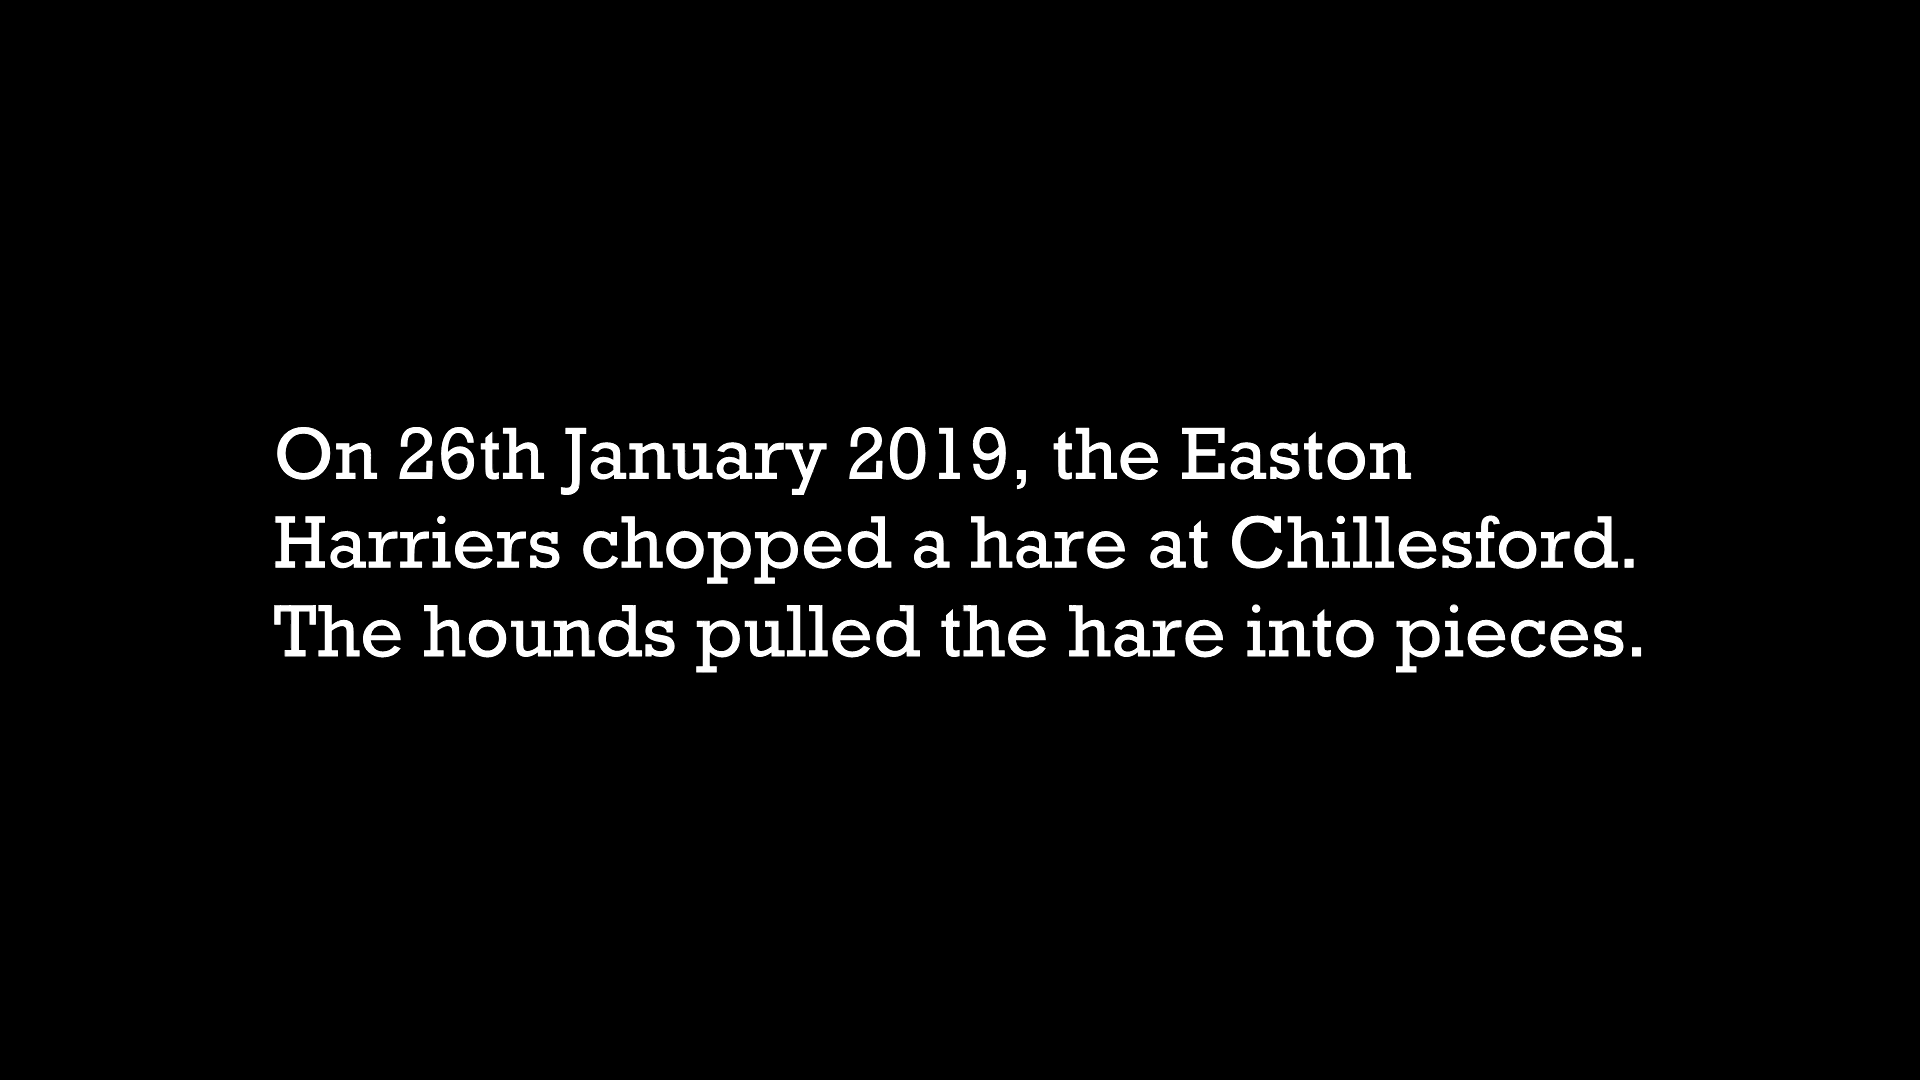 On 26th January 2019, the Easton
Harriers chopped a hare at Chillesford.
The hounds pulled the hare into pieces.